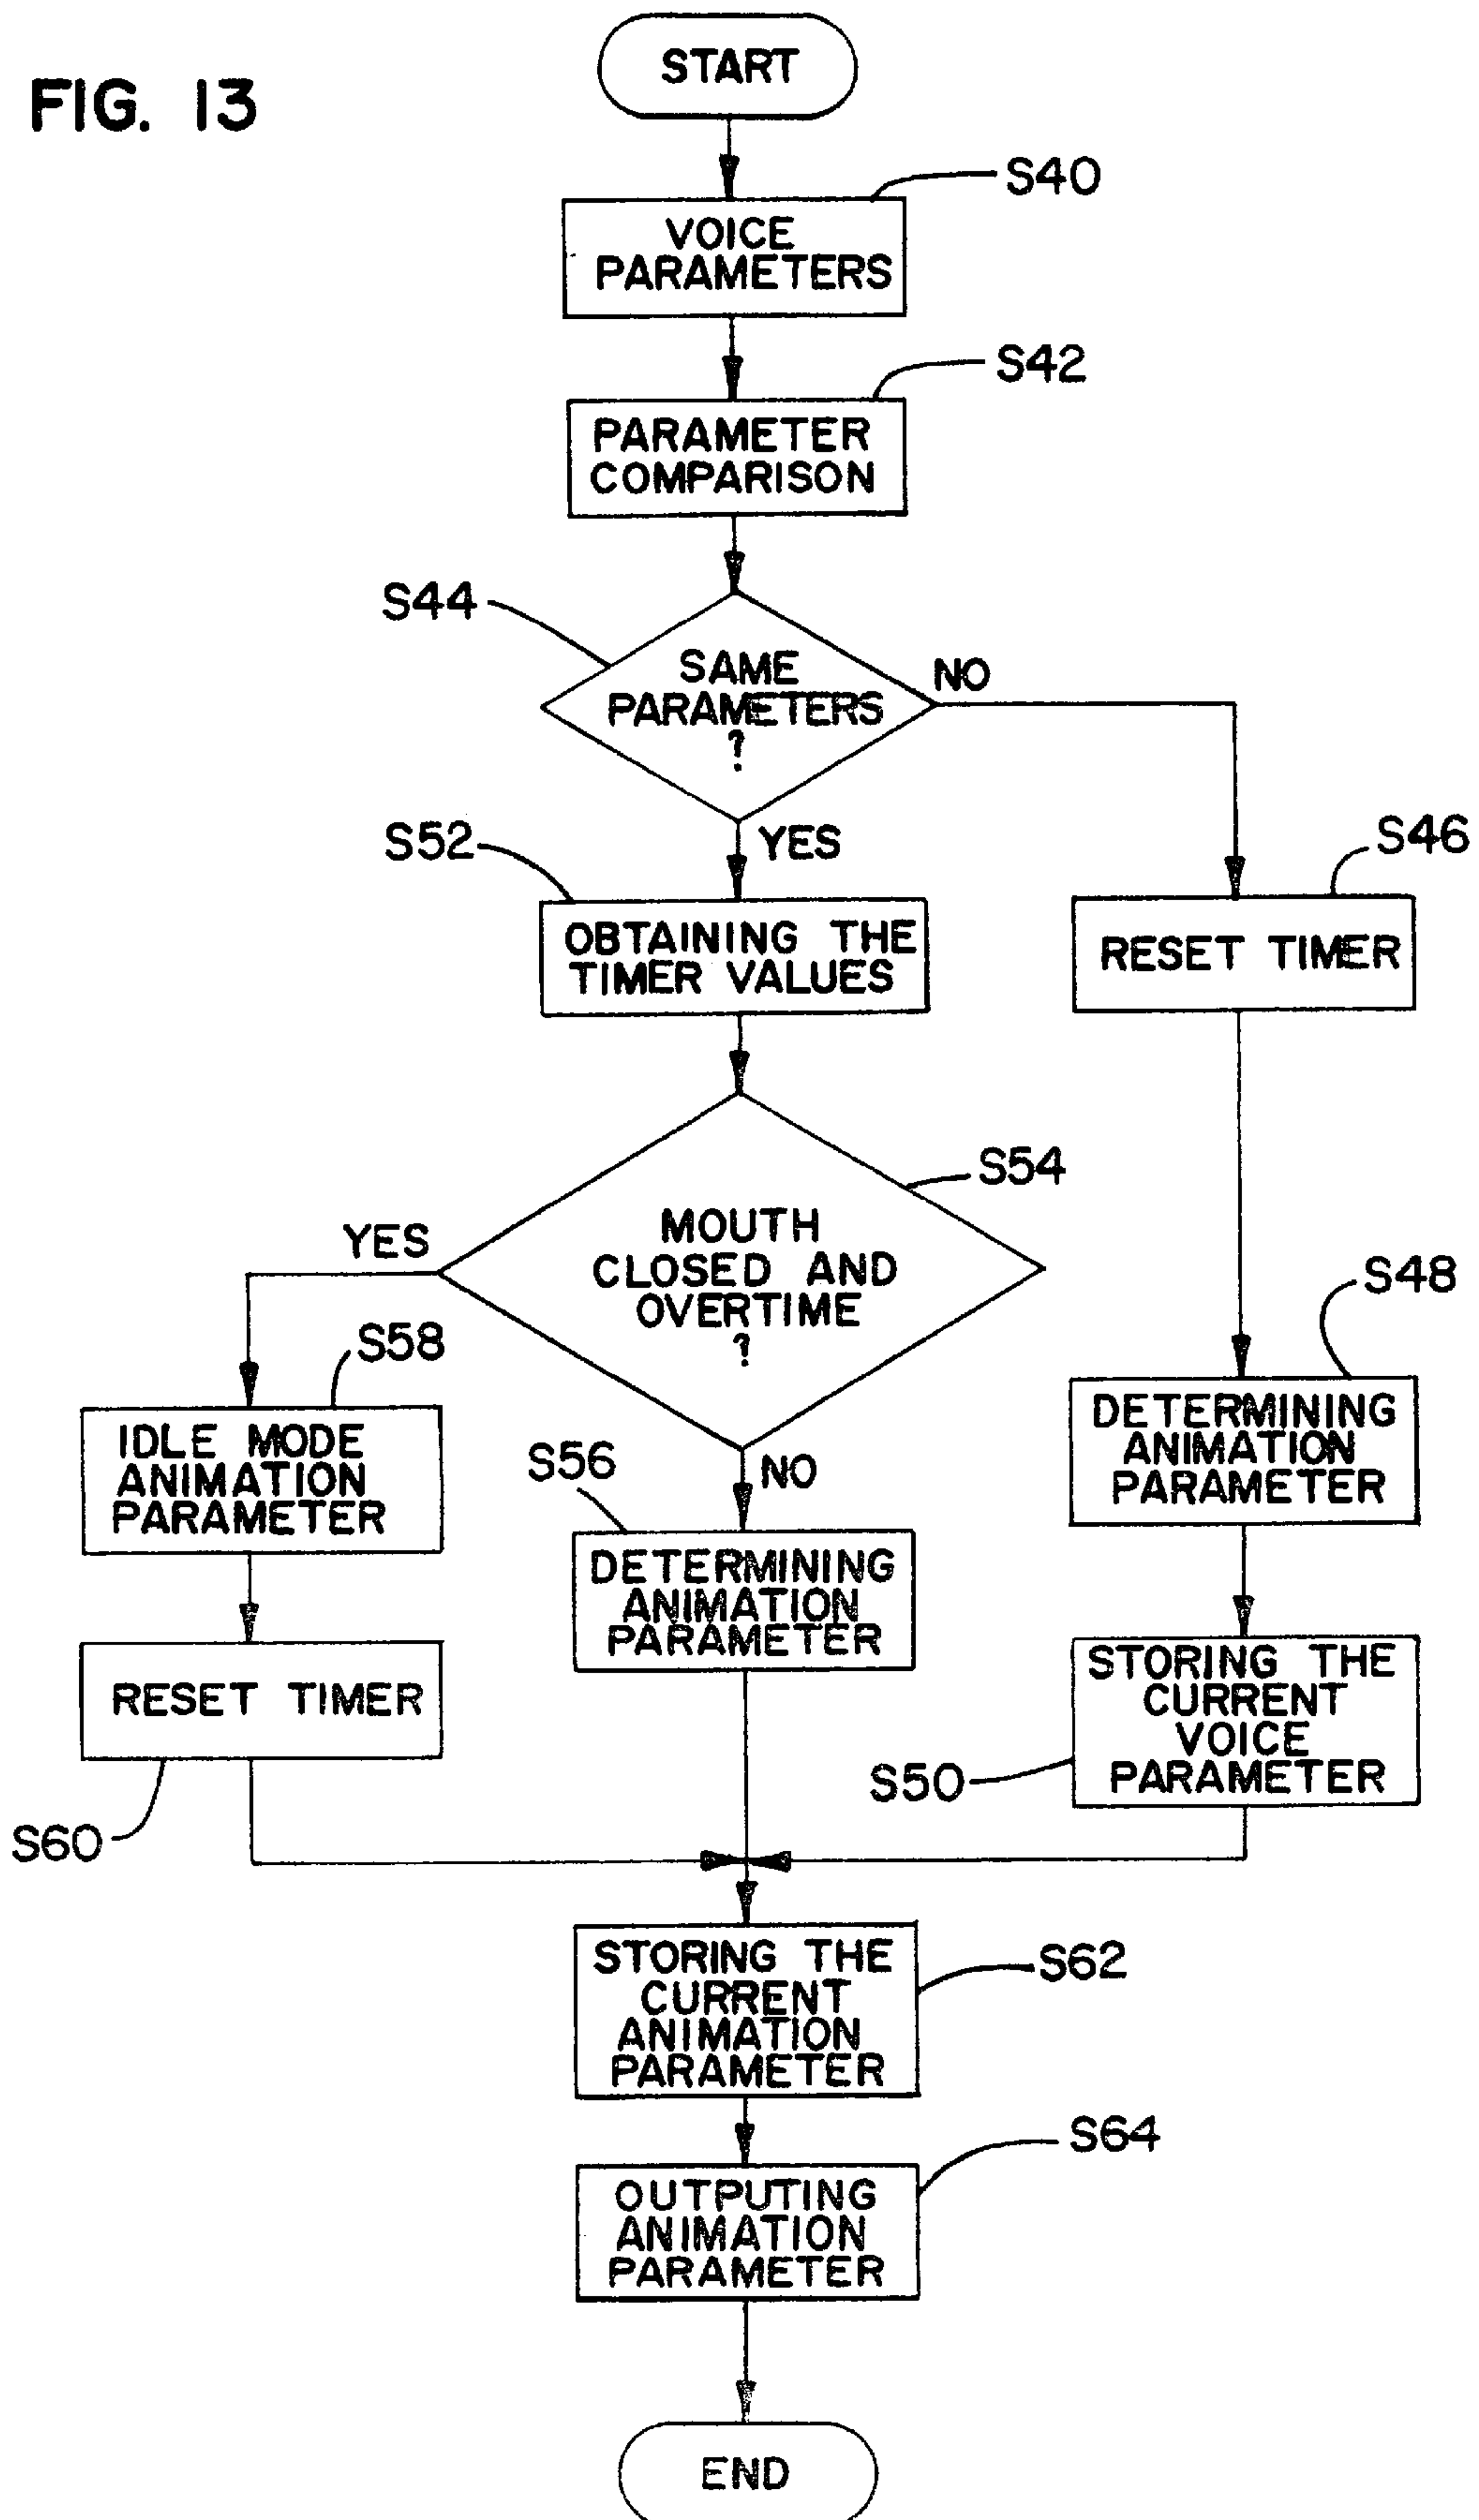 FIG. 13
START
S40
VOICE
PARAMETERS
S42
PARAMETER
COMPARISON
S44
SAME
PARAMETERS
?
NO
YES
S52
OBTAINING THE
TIMER VALUES
S46
RESET TIMER
S54
MOUTH
CLOSED AND
OVERTIME
?
YES
NO
S48
DETERMINING
ANIMATION
PARAMETER
S58
IDLE MODE
ANIMATION
PARAMETER
S56
DETERMINING
ANIMATION
PARAMETER
RESET TIMER
S60
STORING THE
CURRENT
VOICE
PARAMETER
S50
STORING THE
CURRENT
ANIMATION
PARAMETER
S62
S64
OUTPUTING
ANIMATION
PARAMETER
END